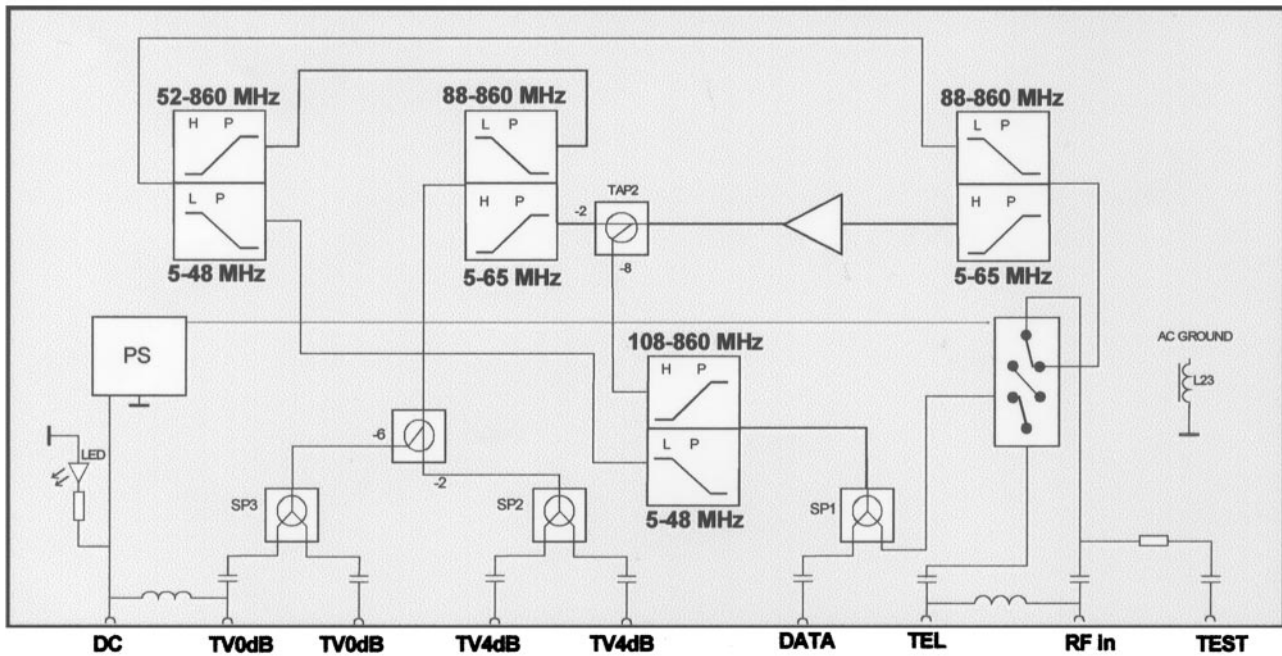 52-860 MHz
88-860 MHz
88-860 MHz
H P
L P
L P
TAP2
L P
H P
-2
H P
-8
5-48 MHz
5-65 MHz
5-65 MHz
PS
108-860 MHz
AC GROUND
H P
L23
-6
L P
LED
-2
SP3
SP2
SP1
5-48 MHz
DC TV0dB TV0dB TV4dB TV4dB DATA TEL RF in TEST